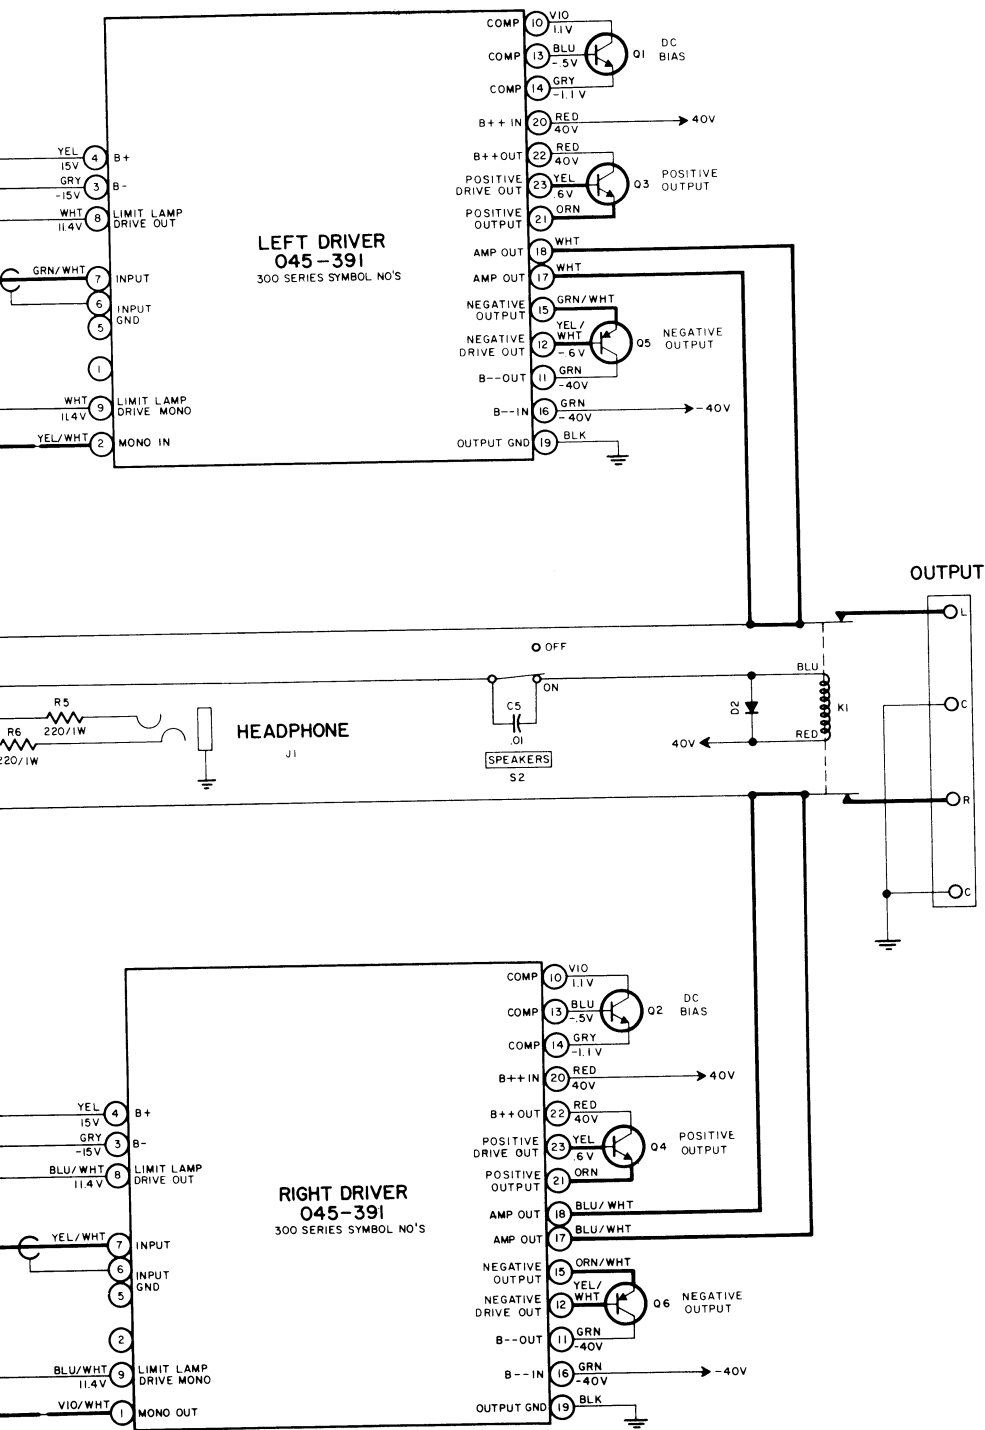 COMP 10 VIO
1.1V
COMP 13 BLU
-.5V
Q1 DC
BIAS
COMP 14 GRY
-1.1V
B++IN 20 RED
40V
40V
B++OUT 22 RED
40V
POSITIVE
DRIVE OUT 23 YEL
.6V
Q3 POSITIVE
OUTPUT
POSITIVE
OUTPUT 21 ORN
AMP OUT 18 WHT
AMP OUT 17 WHT
NEGATIVE
OUTPUT 15 GRN/WHT
NEGATIVE
DRIVE OUT 12 YEL/
WHT
-.6V
Q5 NEGATIVE
OUTPUT
B--OUT 11 GRN
-40V
B--IN 16 GRN
-40V
-40V
OUTPUT GND 19 BLK
YEL
15V 4 B+
GRY
-15V 3 B-
WHT
11.4V 8 LIMIT LAMP
DRIVE OUT
GRN/WHT 7 INPUT
6 INPUT
GND
5
1
WHT
11.4V 9 LIMIT LAMP
DRIVE MONO
YEL/WHT 2 MONO IN
LEFT DRIVER
045-391
300 SERIES SYMBOL NO'S
OUTPUT
L
C
R
C
OFF
ON
C5
.01
SPEAKERS
S2
D2
BLU
K1
RED
40V
R5
220/1W
R6
220/1W
HEADPHONE
J1
COMP 10 VIO
1.1V
COMP 13 BLU
-.5V
Q2 DC
BIAS
COMP 14 GRY
-1.1V
B++IN 20 RED
40V
40V
B++OUT 22 RED
40V
POSITIVE
DRIVE OUT 23 YEL
.6V
Q4 POSITIVE
OUTPUT
POSITIVE
OUTPUT 21 ORN
AMP OUT 18 BLU/WHT
AMP OUT 17 BLU/WHT
NEGATIVE
OUTPUT 15 ORN/WHT
NEGATIVE
DRIVE OUT 12 YEL/
WHT
Q6 NEGATIVE
OUTPUT
B--OUT 11 GRN
-40V
B--IN 16 GRN
-40V
-40V
OUTPUT GND 19 BLK
YEL
15V 4 B+
GRY
-15V 3 B-
BLU/WHT
11.4V 8 LIMIT LAMP
DRIVE OUT
YEL/WHT 7 INPUT
6 INPUT
GND
5
2
BLU/WHT
11.4V 9 LIMIT LAMP
DRIVE MONO
VIO/WHT 1 MONO OUT
RIGHT DRIVER
045-391
300 SERIES SYMBOL NO'S